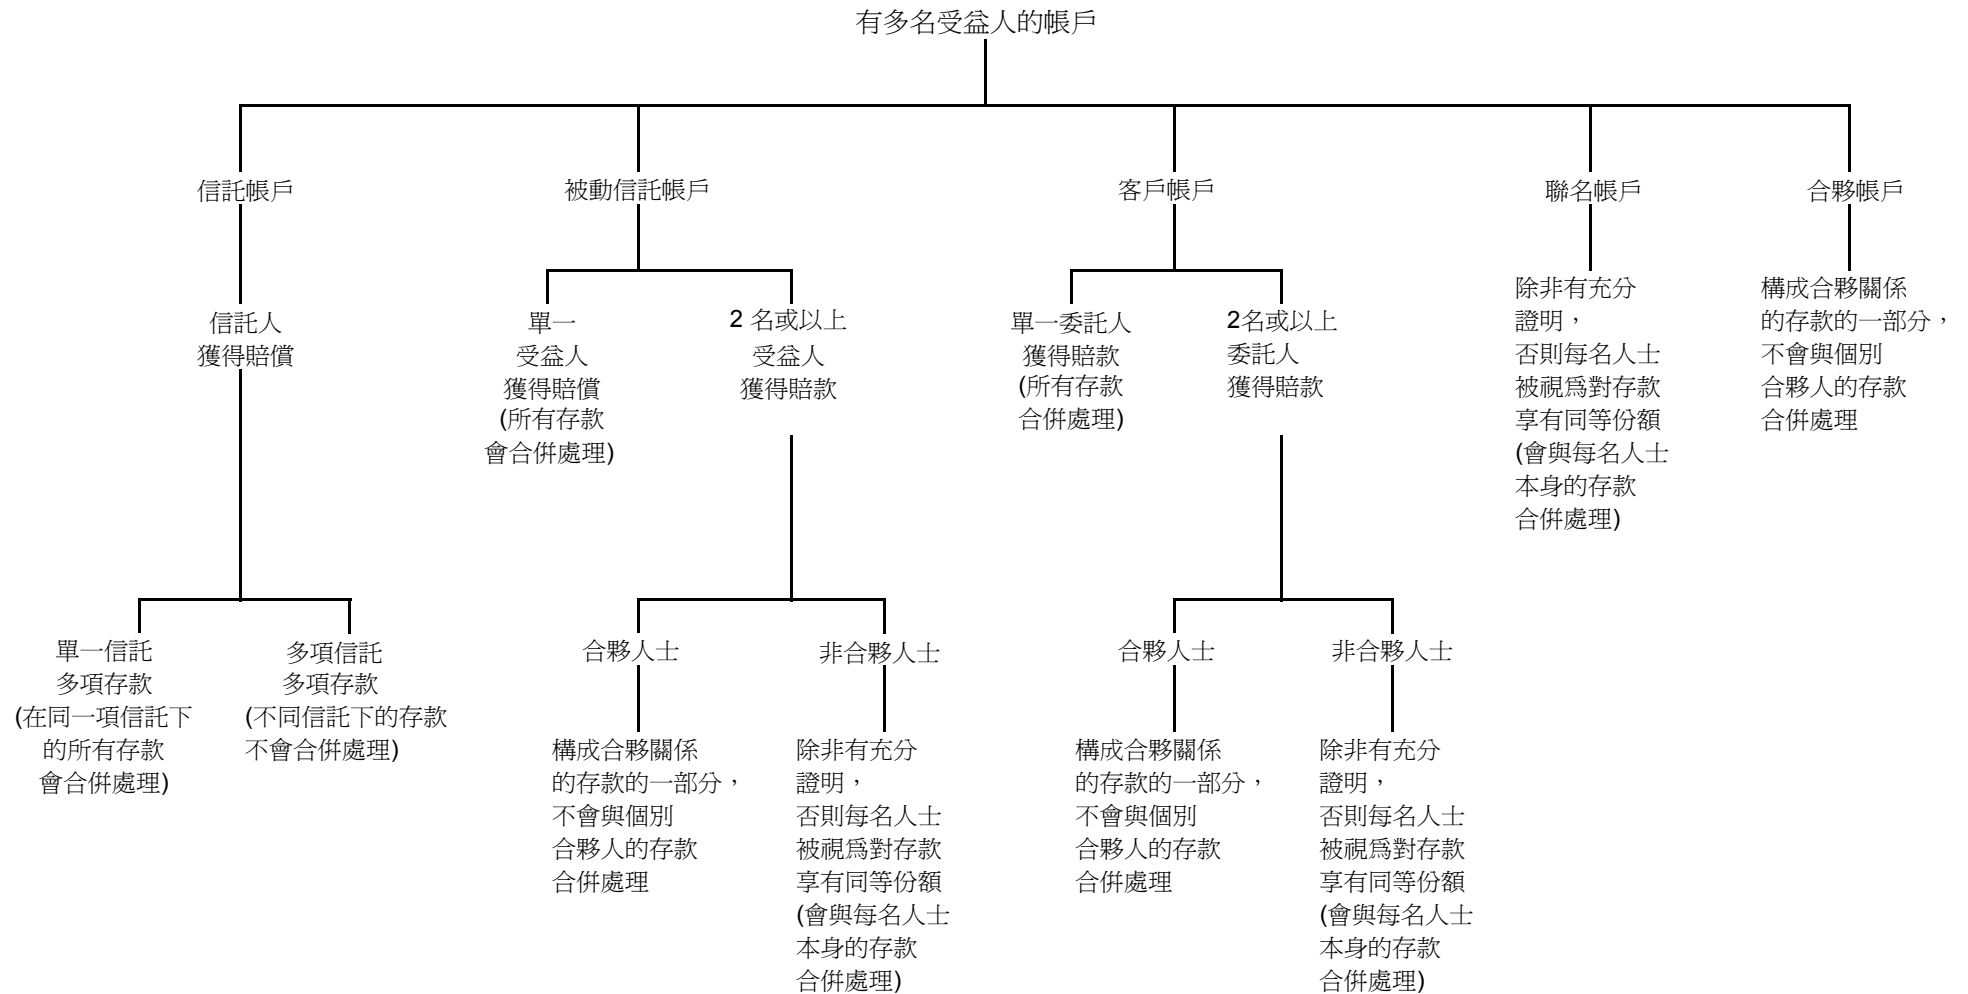 有多名受益人的帳戶
信託帳戶
被動信託帳戶
客戶帳戶
聯名帳戶
合夥帳戶
信託人
獲得賠償
單一
受益人
獲得賠償
(所有存款
會合併處理)
2 名或以上
受益人
獲得賠款
單一委託人
獲得賠款
(所有存款
合併處理)
2名或以上
委託人
獲得賠款
除非有充分
證明，
否則每名人士
被視為對存款
享有同等份額
(會與每名人士
本身的存款
合併處理)
構成合夥關係
的存款的一部分，
不會與個別
合夥人的存款
合併處理
單一信託
多項存款
(在同一項信託下
的所有存款
會合併處理)
多項信託
多項存款
(不同信託下的存款
不會合併處理)
合夥人士
非合夥人士
合夥人士
非合夥人士
構成合夥關係
的存款的一部分，
不會與個別
合夥人的存款
合併處理
除非有充分
證明，
否則每名人士
被視為對存款
享有同等份額
(會與每名人士
本身的存款
合併處理)
構成合夥關係
的存款的一部分，
不會與個別
合夥人的存款
合併處理
除非有充分
證明，
否則每名人士
被視為對存款
享有同等份額
(會與每名人士
本身的存款
合併處理)